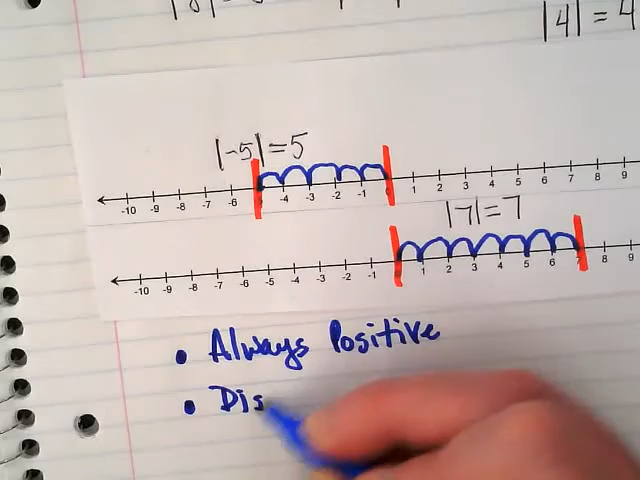 |4| = 4
|-5| = 5
-10 -9 -8 -7 -6 -4 -3 -2 -1 1 2 3 4 5 6 7 8 9
|7| = 7
-10 -9 -8 -7 -6 -5 -4 -3 -2 -1 1 2 3 4 5 6 8 9
• Always Positive
• Dis